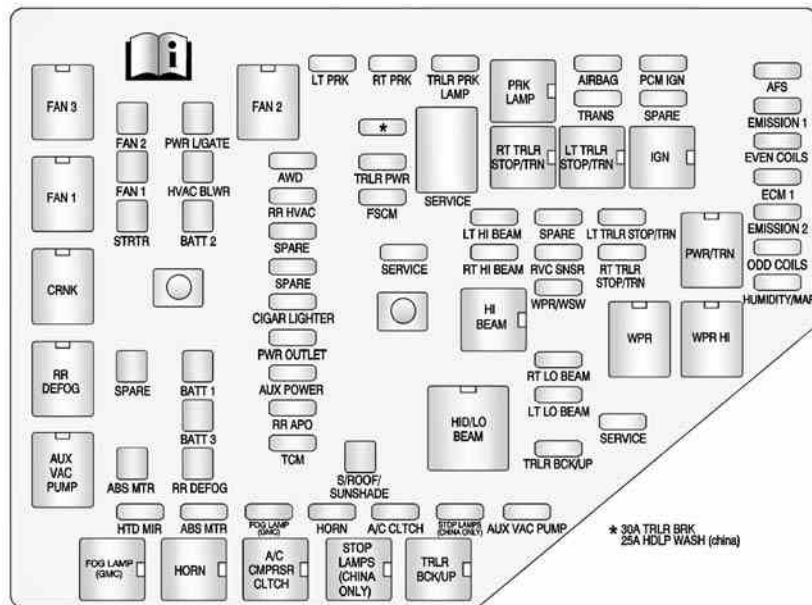 LT PRK
RT PRK
TRLR PRK
LAMP
FAN 3
FAN 2
PRK
LAMP
AIRBAG
PCM IGN
AFS
FAN 2
PWR L/GATE
*
TRANS
SPARE
EMISSION 1
RT TRLR
STOP/TRN
LT TRLR
STOP/TRN
IGN
EVEN COILS
FAN 1
FAN 1
HVAC BLWR
AWD
TRLR PWR
SERVICE
ECM 1
RR HVAC
FSCM
STRTR
BATT 2
SPARE
LT HI BEAM
SPARE
LT TRLR STOP/TRN
EMISSION 2
PWR/TRN
SPARE
SERVICE
RT HI BEAM
RVC SNSR
RT TRLR
STOP/TRN
ODD COILS
CRNK
WPR/WSW
HUMIDITY/MAF
CIGAR LIGHTER
HI
BEAM
WPR
WPR HI
PWR OUTLET
RR
DEFOG
SPARE
BATT 1
AUX POWER
RT LO BEAM
LT LO BEAM
BATT 3
RR APO
HID/LO
BEAM
SERVICE
AUX
VAC
PUMP
TCM
ABS MTR
RR DEFOG
S/ROOF/
SUNSHADE
TRLR BCK/UP
HTD MIR
ABS MTR
FOG LAMP
(GMC)
HORN
A/C CLTCH
STOP LAMPS
(CHINA ONLY)
AUX VAC PUMP
* 30A TRLR BRK
25A HDLP WASH (china)
FOG LAMP
(GMC)
HORN
A/C
CMPRSR
CLTCH
STOP
LAMPS
(CHINA
ONLY)
TRLR
BCK/UP